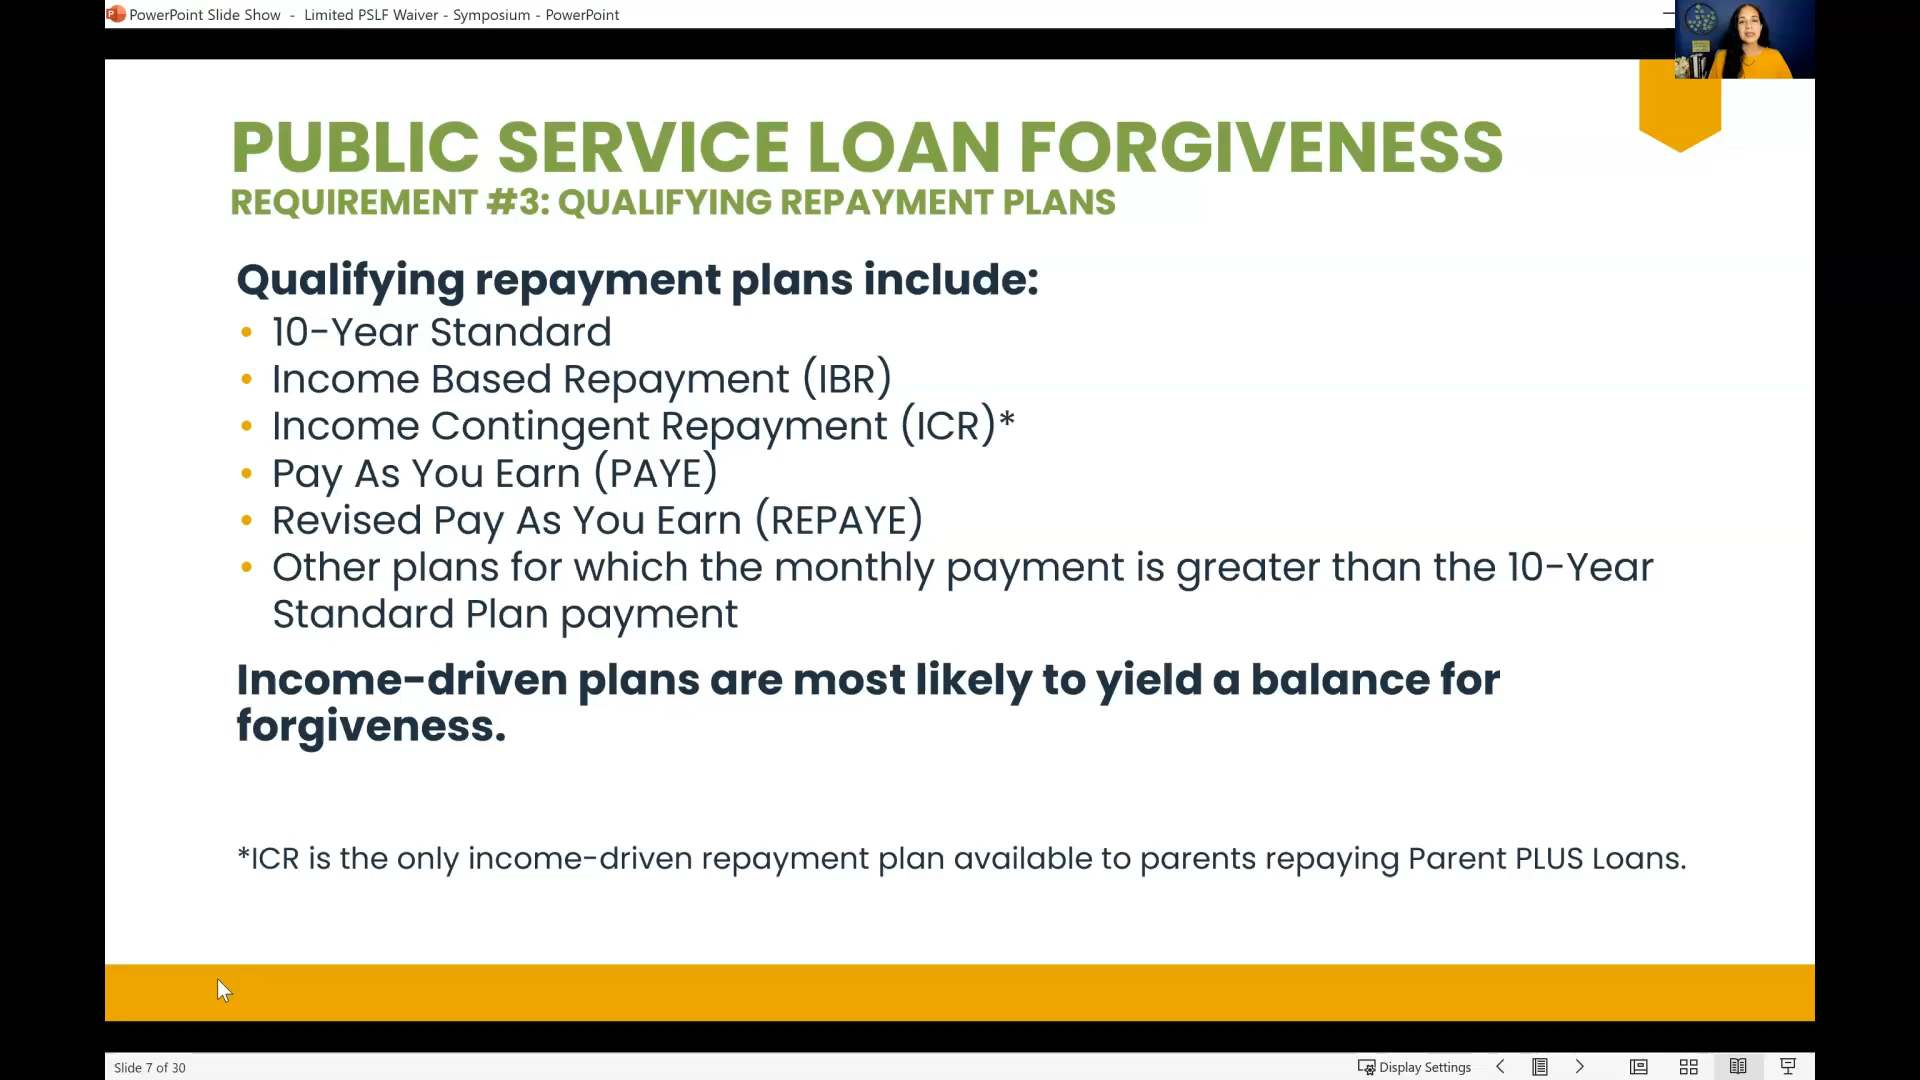 PowerPoint Slide Show - Limited PSLF Waiver - Symposium - PowerPoint
PUBLIC SERVICE LOAN FORGIVENESS
REQUIREMENT #3: QUALIFYING REPAYMENT PLANS
Qualifying repayment plans include:
• 10-Year Standard
• Income Based Repayment (IBR)
• Income Contingent Repayment (ICR)*
• Pay As You Earn (PAYE)
• Revised Pay As You Earn (REPAYE)
• Other plans for which the monthly payment is greater than the 10-Year
Standard Plan payment
Income-driven plans are most likely to yield a balance for
forgiveness.
*ICR is the only income-driven repayment plan available to parents repaying Parent PLUS Loans.
Slide 7 of 30
Display Settings